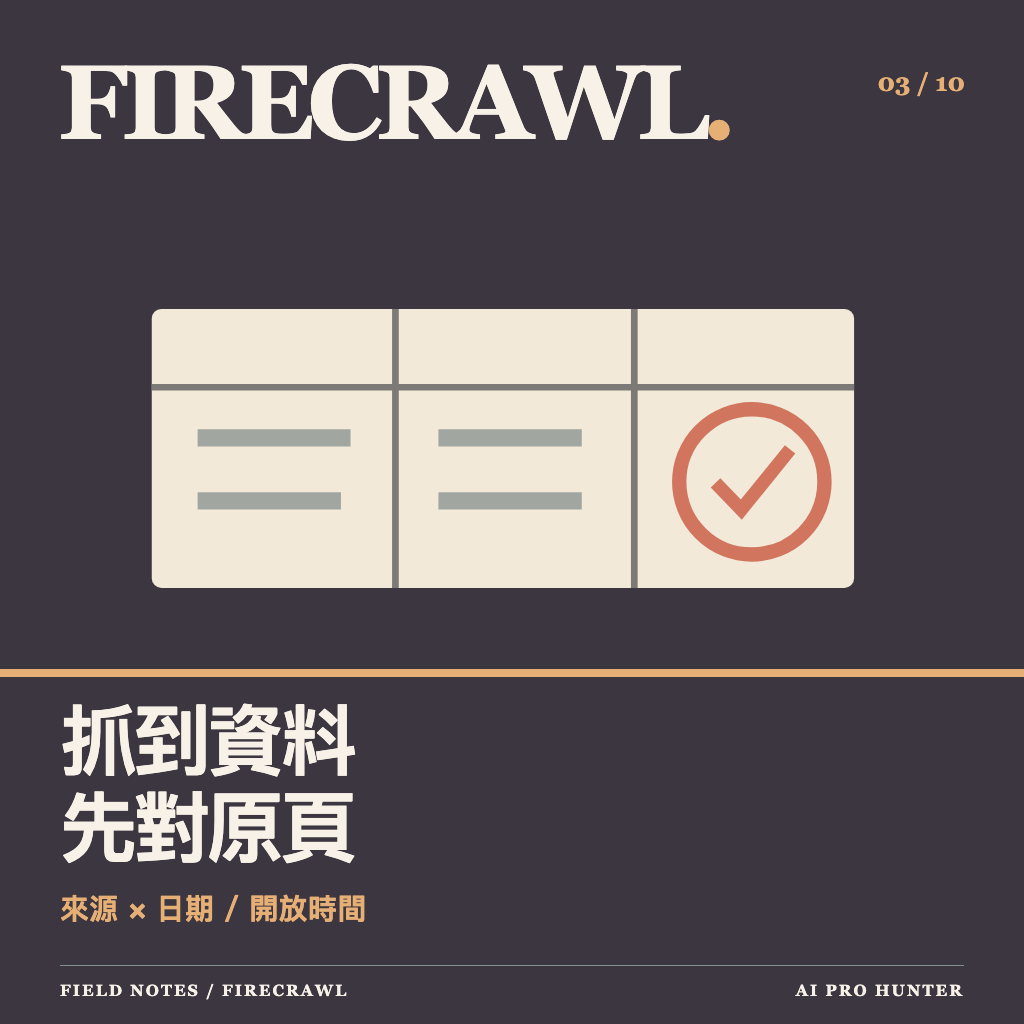 FIRECRAWL.
03 / 10
抓到資料
先對原頁
來源 × 日期 / 開放時間
FIELD NOTES / FIRECRAWL
AI PRO HUNTER